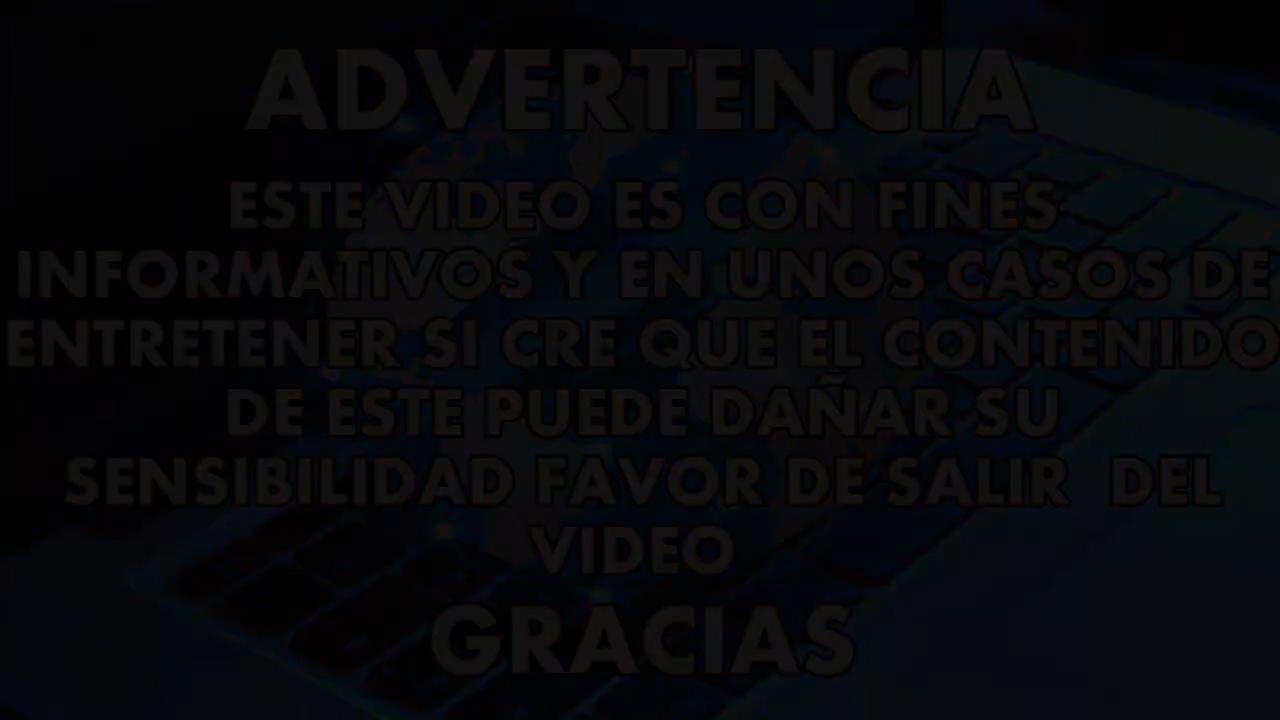 ADVERTENCIA
ESTE VIDEO ES CON FINES
INFORMATIVOS Y EN UNOS CASOS DE
ENTRETENER SI CRE QUE EL CONTENIDO
DE ESTE PUEDE DAÑAR SU
SENSIBILIDAD FAVOR DE SALIR DEL
VIDEO
GRACIAS